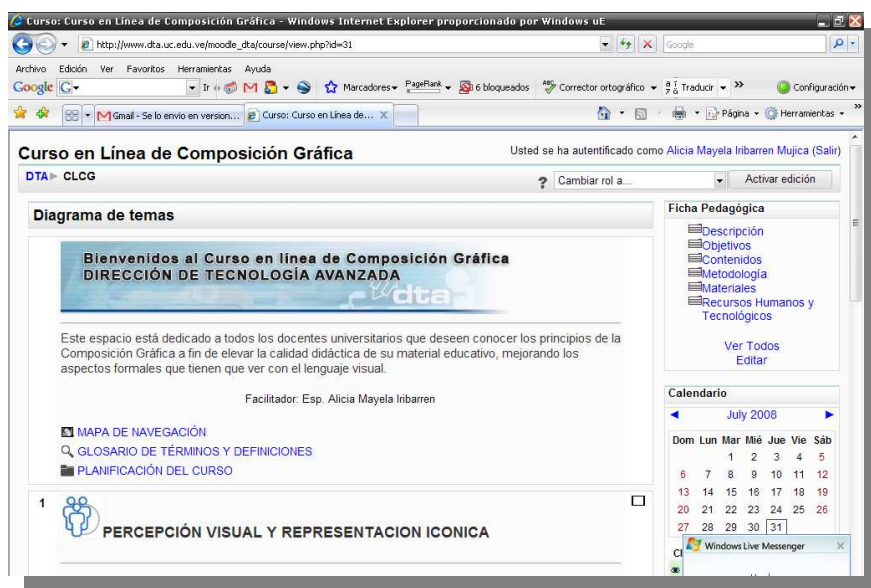 Curso: Curso en Línea de Composición Gráfica - Windows Internet Explorer proporcionado por Windows uE
http://www.dta.uc.edu.ve/moodle_dta/course/view.php?id=31
Google
Archivo Edición Ver Favoritos Herramientas Ayuda
Google Ir Marcadores PageRank 6 bloqueados Corrector ortográfico Traducir Configuración
Gmail - Se lo envio en version... Curso: Curso en Línea de... Página Herramientas
Curso en Línea de Composición Gráfica
Usted se ha autentificado como Alicia Mayela Iribarren Mujica (Salir)
DTA CLCG
? Cambiar rol a... Activar edición
Diagrama de temas
Bienvenidos al Curso en línea de Composición Gráfica
DIRECCIÓN DE TECNOLOGÍA AVANZADA
dta
Este espacio está dedicado a todos los docentes universitarios que deseen conocer los principios de la
Composición Gráfica a fin de elevar la calidad didáctica de su material educativo, mejorando los
aspectos formales que tienen que ver con el lenguaje visual.
Facilitador: Esp. Alicia Mayela Iribarren
MAPA DE NAVEGACIÓN
GLOSARIO DE TÉRMINOS Y DEFINICIONES
PLANIFICACIÓN DEL CURSO
1
PERCEPCIÓN VISUAL Y REPRESENTACION ICONICA
Ficha Pedagógica
Descripción
Objetivos
Contenidos
Metodología
Materiales
Recursos Humanos y
Tecnológicos
Ver Todos
Editar
Calendario
July 2008
Dom Lun Mar Mié Jue Vie Sáb
1 2 3 4 5
6 7 8 9 10 11 12
13 14 15 16 17 18 19
20 21 22 23 24 25 26
27 28 29 30 31
Windows Live Messenger